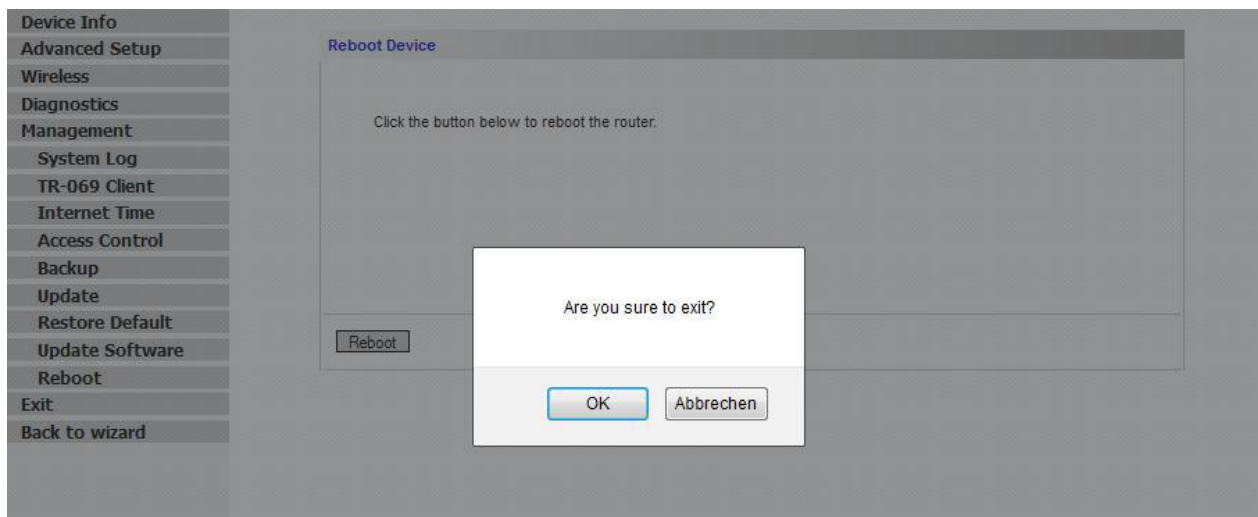 Device Info
Advanced Setup
Wireless
Diagnostics
Management
System Log
TR-069 Client
Internet Time
Access Control
Backup
Update
Restore Default
Update Software
Reboot
Exit
Back to wizard
Reboot Device
Click the button below to reboot the router.
Reboot
Are you sure to exit?
OK Abbrechen